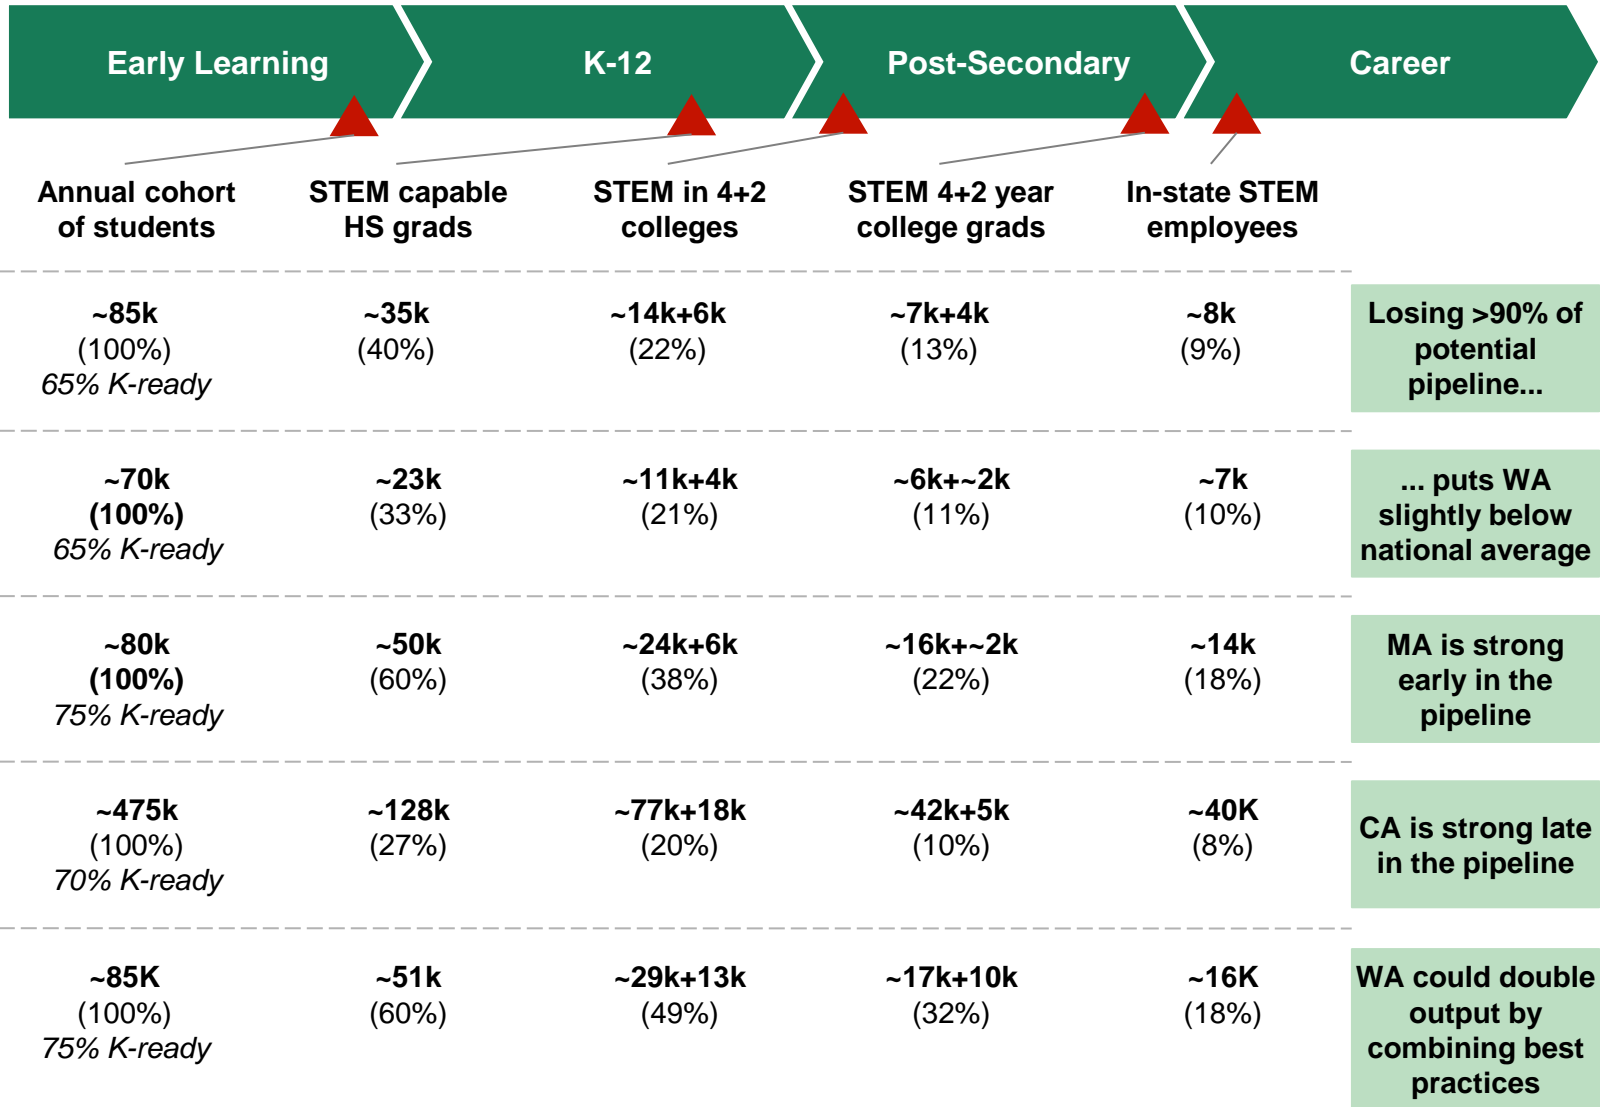 Early Learning
K-12
Post-Secondary
Career
Annual cohort
of students
STEM capable
HS grads
STEM in 4+2
colleges
STEM 4+2 year
college grads
In-state STEM
employees
~85k
(100%)
65% K-ready
~35k
(40%)
~14k+6k
(22%)
~7k+4k
(13%)
~8k
(9%)
Losing >90% of
potential
pipeline...
~70k
(100%)
65% K-ready
~23k
(33%)
~11k+4k
(21%)
~6k+~2k
(11%)
~7k
(10%)
... puts WA
slightly below
national average
~80k
(100%)
75% K-ready
~50k
(60%)
~24k+6k
(38%)
~16k+~2k
(22%)
~14k
(18%)
MA is strong
early in the
pipeline
~475k
(100%)
70% K-ready
~128k
(27%)
~77k+18k
(20%)
~42k+5k
(10%)
~40K
(8%)
CA is strong late
in the pipeline
~85K
(100%)
75% K-ready
~51k
(60%)
~29k+13k
(49%)
~17k+10k
(32%)
~16K
(18%)
WA could double
output by
combining best
practices